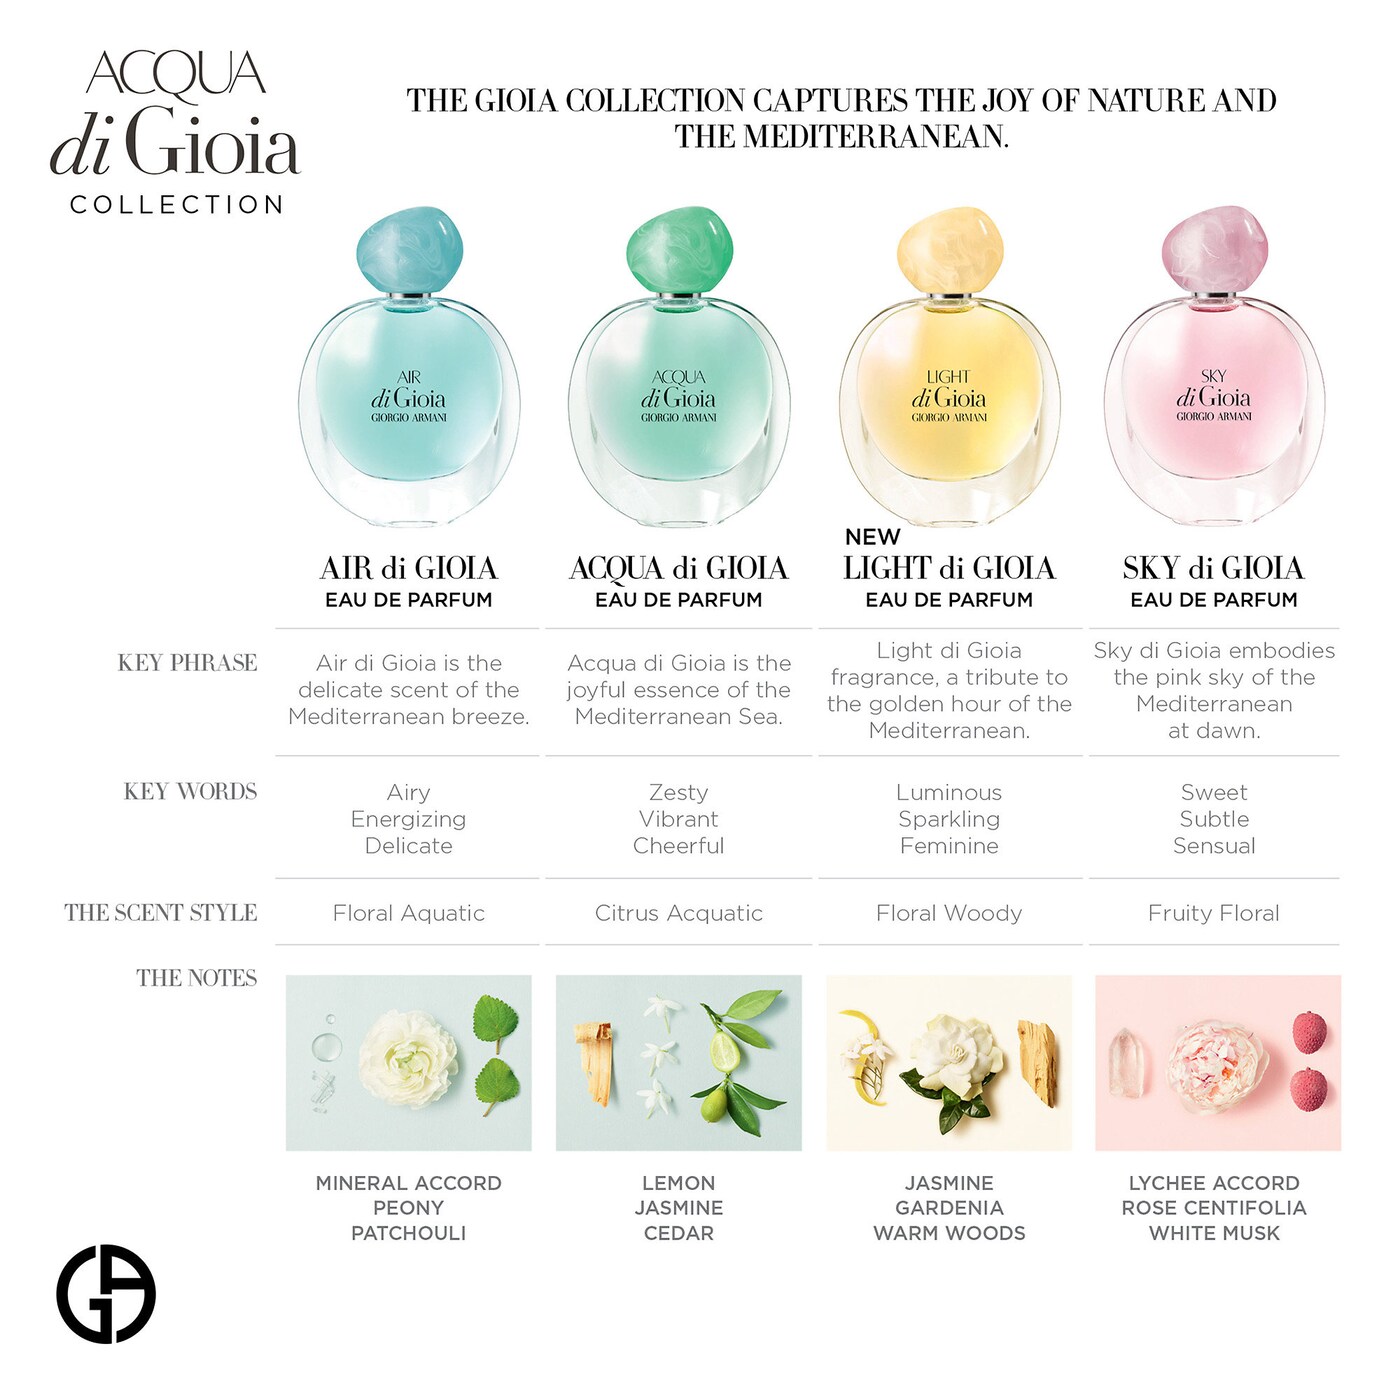 ACQUA
di Gioia
COLLECTION
THE GIOIA COLLECTION CAPTURES THE JOY OF NATURE AND
THE MEDITERRANEAN.
AIR
di Gioia
GIORGIO ARMANI
ACQUA
di Gioia
GIORGIO ARMANI
LIGHT
di Gioia
GIORGIO ARMANI
SKY
di Gioia
GIORGIO ARMANI
AIR di GIOIA
EAU DE PARFUM
ACQUA di GIOIA
EAU DE PARFUM
NEW
LIGHT di GIOIA
EAU DE PARFUM
SKY di GIOIA
EAU DE PARFUM
KEY PHRASE
Air di Gioia is the
delicate scent of the
Mediterranean breeze.
Acqua di Gioia is the
joyful essence of the
Mediterranean Sea.
Light di Gioia
fragrance, a tribute to
the golden hour of the
Mediterranean.
Sky di Gioia embodies
the pink sky of the
Mediterranean
at dawn.
KEY WORDS
Airy
Energizing
Delicate
Zesty
Vibrant
Cheerful
Luminous
Sparkling
Feminine
Sweet
Subtle
Sensual
THE SCENT STYLE
Floral Aquatic
Citrus Acquatic
Floral Woody
Fruity Floral
THE NOTES
MINERAL ACCORD
PEONY
PATCHOULI
LEMON
JASMINE
CEDAR
JASMINE
GARDENIA
WARM WOODS
LYCHEE ACCORD
ROSE CENTIFOLIA
WHITE MUSK
GA